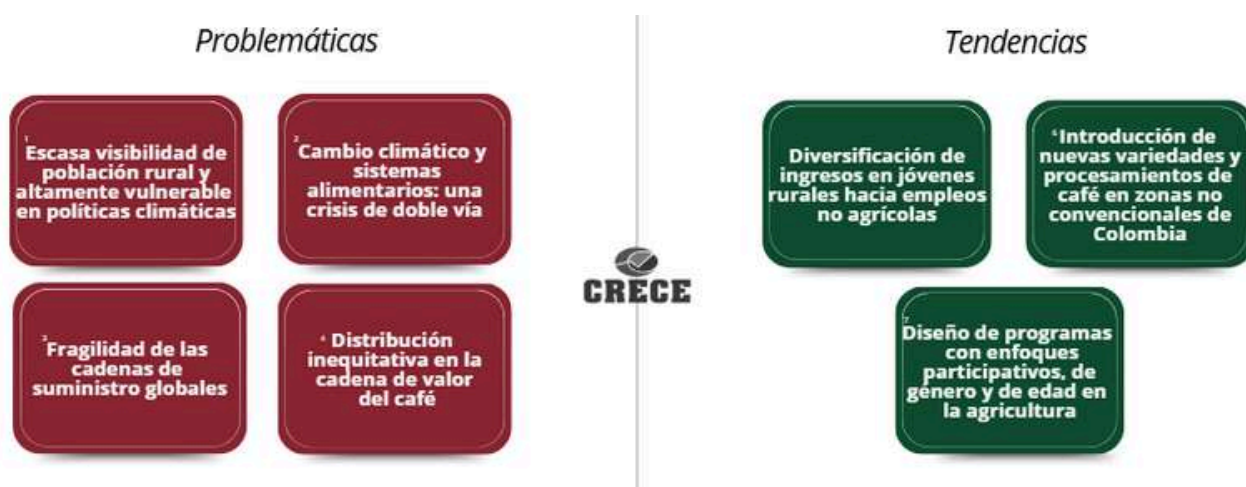 Problemáticas
1
Escasa visibilidad de
población rural y
altamente vulnerable
en políticas climáticas
2
Cambio climático y
sistemas
alimentarios: una
crisis de doble vía
3
Fragilidad de las
cadenas de
suministro globales
4
Distribución
inequitativa en la
cadena de valor
del café
CRECE
Tendencias
Diversificación de
ingresos en jóvenes
rurales hacia empleos
no agrícolas
6
Introducción de
nuevas variedades y
procesamientos de
café en zonas no
convencionales de
Colombia
7
Diseño de programas
con enfoques
participativos, de
género y de edad en
la agricultura